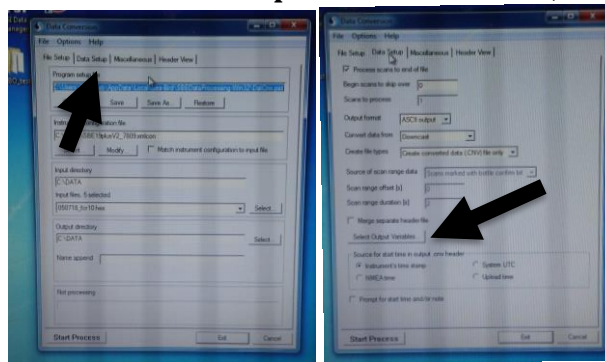 Data Conversion
File Options Help
File Setup Data Setup Miscellaneous Header View
Program setup file
Save Save As... Restore
Instrument configuration file
Modify Match instrument configuration to input file
Input directory
C:\DATA
Input files, 5 selected
Select...
Output directory
C:\DATA
Select...
Name append
Not processing
Start Process Exit Cancel
Data Conversion
File Options Help
File Setup Data Setup Miscellaneous Header View
Process scans to end of file
Begin scans to skip over 0
Scans to process 1
Output format ASCII output
Convert data from Downcast
Create file types Create converted data (.CNV) file only
Source of scan range data Scans marked with bottle confirm bit
Scan range offset [s]
Scan range duration [s]
Merge separate header file
Select Output Variables...
Source for start time in output .cnv header
Instrument's time stamp System UTC
NMEA time Upload time
Prompt for start time and/or note
Start Process Exit Cancel